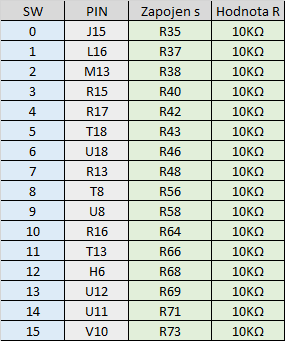 SW PIN Zapojen s Hodnota R
0 J15 R35 10KΩ
1 L16 R37 10KΩ
2 M13 R38 10KΩ
3 R15 R40 10KΩ
4 R17 R42 10KΩ
5 T18 R43 10KΩ
6 U18 R46 10KΩ
7 R13 R48 10KΩ
8 T8 R56 10KΩ
9 U8 R58 10KΩ
10 R16 R64 10KΩ
11 T13 R66 10KΩ
12 H6 R68 10KΩ
13 U12 R69 10KΩ
14 U11 R71 10KΩ
15 V10 R73 10KΩ